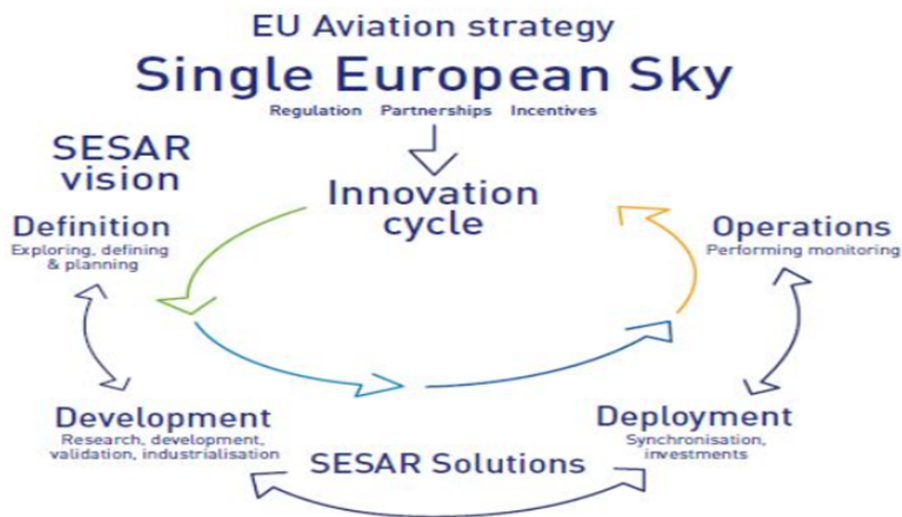 EU Aviation strategy
Single European Sky
Regulation Partnerships Incentives
SESAR
vision
Innovation
cycle
Definition
Exploring, defining
& planning
Operations
Performing monitoring
Development
Research, development,
validation, industrialisation
Deployment
Synchronisation,
investments
SESAR Solutions